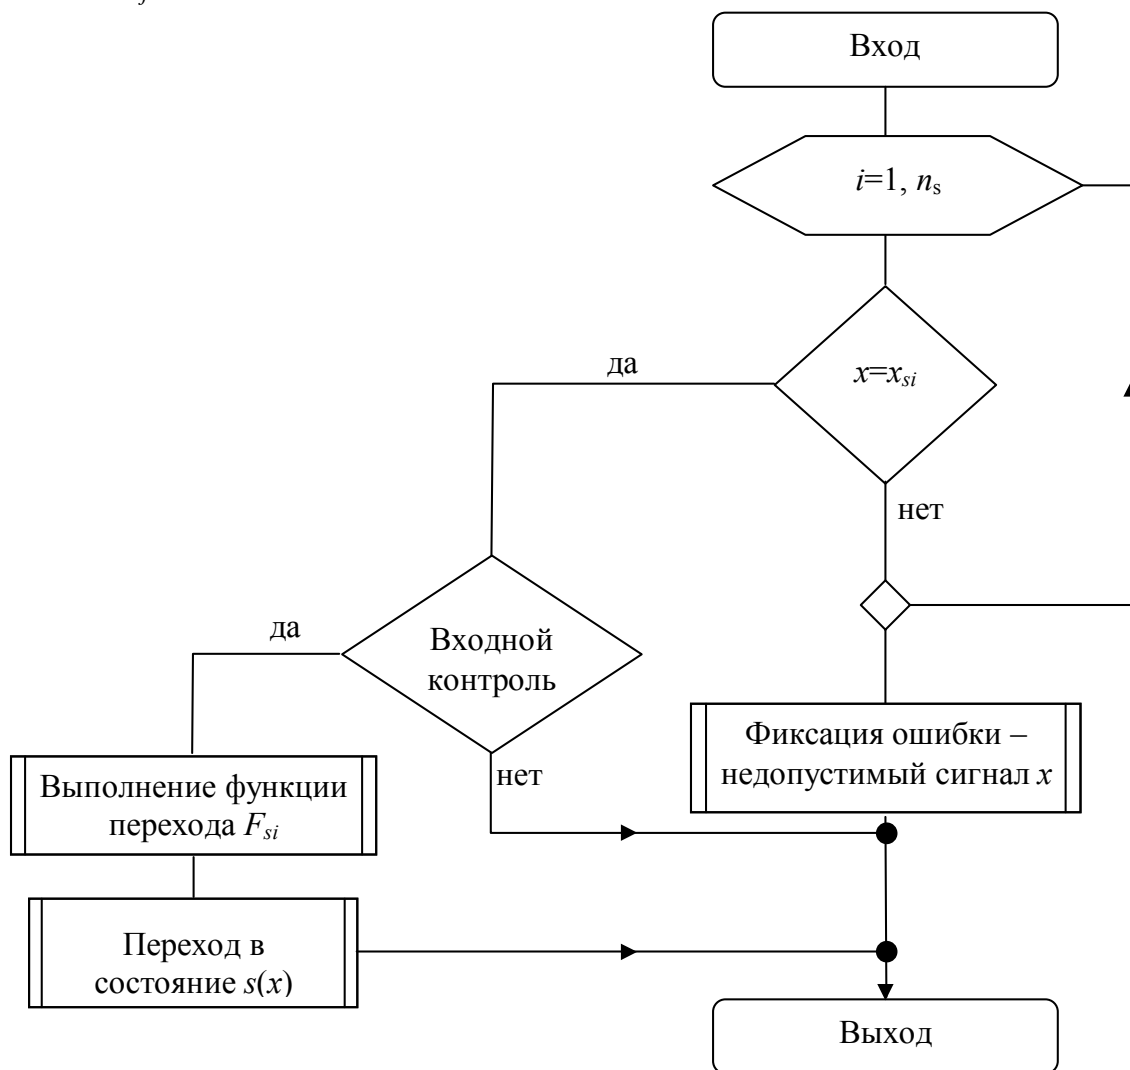 Вход
i=1, nₛ
да
x=xsi
нет
да
Входной
контроль
Фиксация ошибки –
недопустимый сигнал x
нет
Выполнение функции
перехода Fsi
Переход в
состояние s(x)
Выход